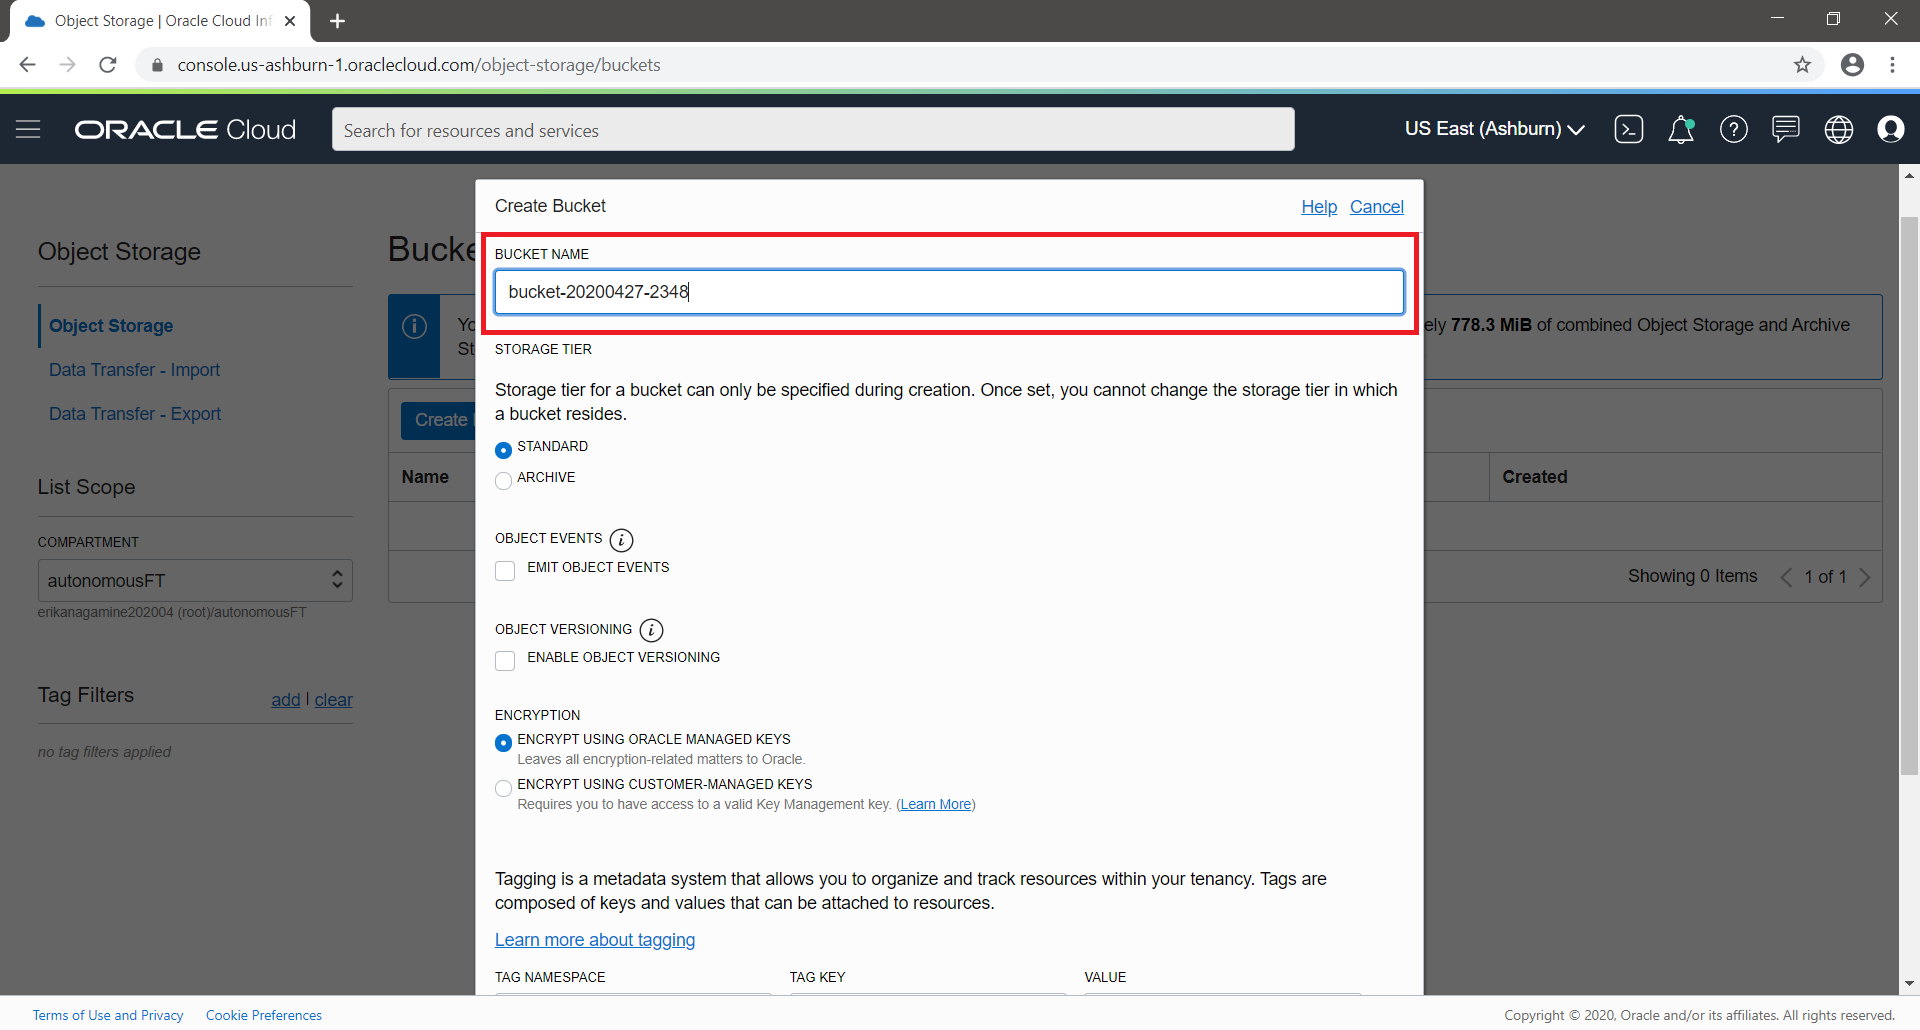 Object Storage | Oracle Cloud Inf
console.us-ashburn-1.oraclecloud.com/object-storage/buckets
ORACLE Cloud
Search for resources and services
US East (Ashburn)
Object Storage
Object Storage
Data Transfer - Import
Data Transfer - Export
List Scope
COMPARTMENT
autonomousFT
erikanagamine202004 (root)/autonomousFT
Tag Filters
add | clear
no tag filters applied
Bucke
Yo
St
ely 778.3 MiB of combined Object Storage and Archive
Create
Name
Created
Showing 0 Items
1 of 1
Create Bucket
Help Cancel
BUCKET NAME
bucket-20200427-2348
STORAGE TIER
Storage tier for a bucket can only be specified during creation. Once set, you cannot change the storage tier in which
a bucket resides.
STANDARD
ARCHIVE
OBJECT EVENTS
EMIT OBJECT EVENTS
OBJECT VERSIONING
ENABLE OBJECT VERSIONING
ENCRYPTION
ENCRYPT USING ORACLE MANAGED KEYS
Leaves all encryption-related matters to Oracle.
ENCRYPT USING CUSTOMER-MANAGED KEYS
Requires you to have access to a valid Key Management key. (Learn More)
Tagging is a metadata system that allows you to organize and track resources within your tenancy. Tags are
composed of keys and values that can be attached to resources.
Learn more about tagging
TAG NAMESPACE
TAG KEY
VALUE
Terms of Use and Privacy
Cookie Preferences
Copyright © 2020, Oracle and/or its affiliates. All rights reserved.